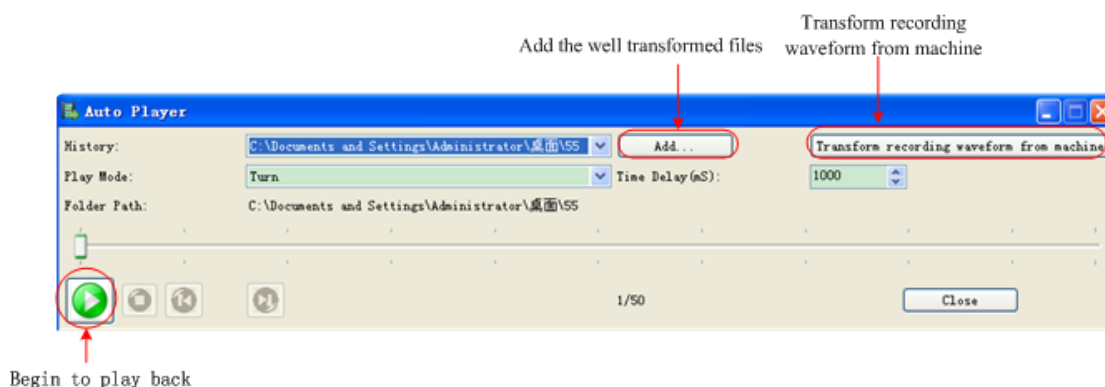 Transform recording
waveform from machine
Add the well transformed files
Auto Player
History: C:\Documents and Settings\Administrator\桌面\55 Add... Transform recording waveform from machine
Play Mode: Turn Time Delay(mS): 1000
Folder Path: C:\Documents and Settings\Administrator\桌面\55
1/50 Close
Begin to play back